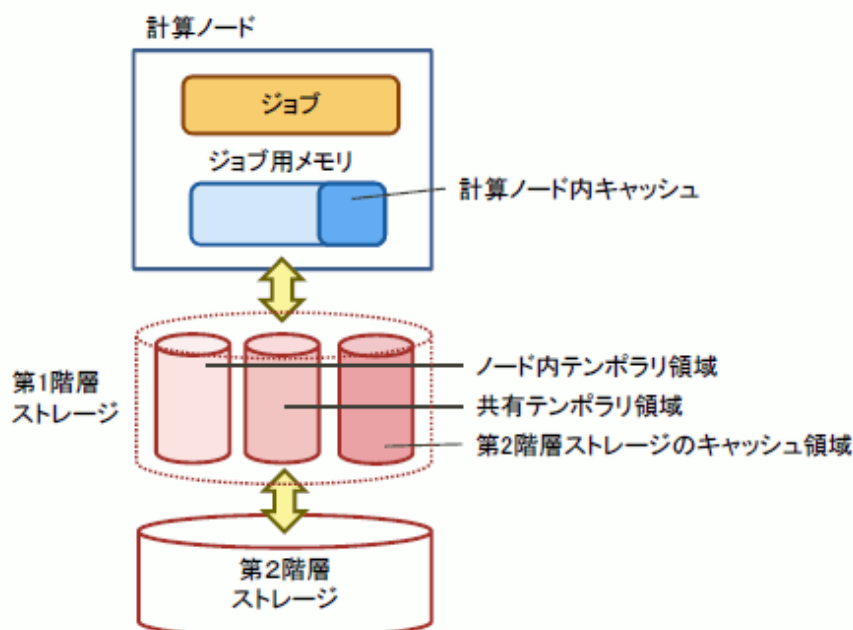 計算ノード
ジョブ
ジョブ用メモリ
計算ノード内キャッシュ
第1階層
ストレージ
ノード内テンポラリ領域
共有テンポラリ領域
第2階層ストレージのキャッシュ領域
第２階層
ストレージ